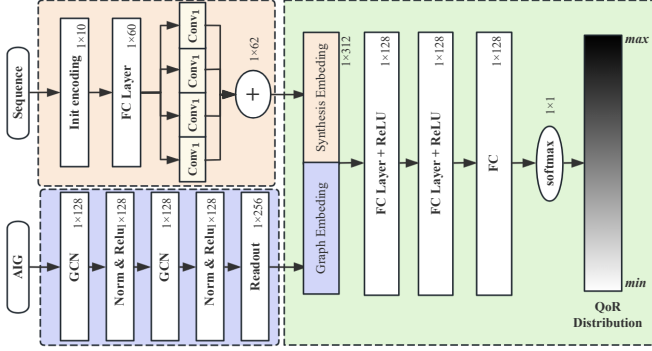 Sequence
Init encoding
1×10
FC Layer
1×60
Conv₁
Conv₁
Conv₁
Conv₁
+
1×62
AIG
GCN
1×128
Norm & Relu
1×128
GCN
1×128
Norm & Relu
1×128
Readout
1×256
Graph Embeding
Synthesis Embeding
1×312
FC Layer + ReLU
1×128
FC Layer + ReLU
1×128
FC
1×128
softmax
1×1
max
min
QoR
Distribution